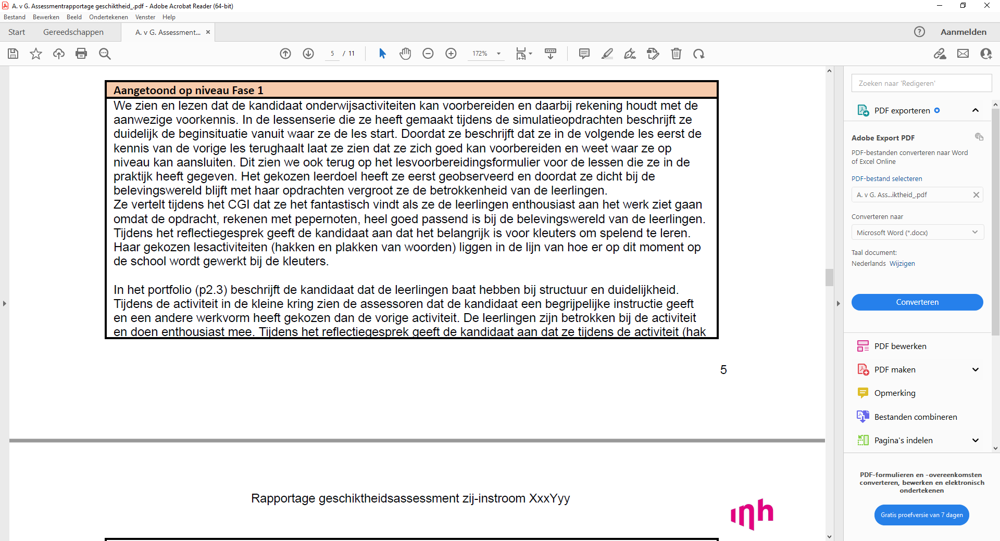 A. v G. Assessmentrapportage geschiktheid_.pdf - Adobe Acrobat Reader (64-bit)
Bestand Bewerken Beeld Ondertekenen Venster Help
Start Gereedschappen A. v G. Assessment... × Aanmelden
5 / 11 172%
Aangetoond op niveau Fase 1
We zien en lezen dat de kandidaat onderwijsactiviteiten kan voorbereiden en daarbij rekening houdt met de
aanwezige voorkennis. In de lessenserie die ze heeft gemaakt tijdens de simulatieopdrachten beschrijft ze
duidelijk de beginsituatie vanuit waar ze de les start. Doordat ze beschrijft dat ze in de volgende les eerst de
kennis van de vorige les terughaalt laat ze zien dat ze zich goed kan voorbereiden en weet waar ze op
niveau kan aansluiten. Dit zien we ook terug op het lesvoorbereidingsformulier voor de lessen die ze in de
praktijk heeft gegeven. Het gekozen leerdoel heeft ze eerst geobserveerd en doordat ze dicht bij de
belevingswereld blijft met haar opdrachten vergroot ze de betrokkenheid van de leerlingen.
Ze vertelt tijdens het CGI dat ze het fantastisch vindt als ze de leerlingen enthousiast aan het werk ziet gaan
omdat de opdracht, rekenen met pepernoten, heel goed passend is bij de belevingswereld van de leerlingen.
Tijdens het reflectiegesprek geeft de kandidaat aan dat het belangrijk is voor kleuters om spelend te leren.
Haar gekozen lesactiviteiten (hakken en plakken van woorden) liggen in de lijn van hoe er op dit moment op
de school wordt gewerkt bij de kleuters.
In het portfolio (p2.3) beschrijft de kandidaat dat de leerlingen baat hebben bij structuur en duidelijkheid.
Tijdens de activiteit in de kleine kring zien de assessoren dat de kandidaat een begrijpelijke instructie geeft
en een andere werkvorm heeft gekozen dan de vorige activiteit. De leerlingen zijn betrokken bij de activiteit
en doen enthousiast mee. Tijdens het reflectiegesprek geeft de kandidaat aan dat ze tijdens de activiteit (hak
5
Rapportage geschiktheidsassessment zij-instroom XxxYyy
inh
Zoeken naar 'Redigeren'
PDF exporteren
Adobe Export PDF
PDF-bestanden converteren naar Word
of Excel Online
PDF-bestand selecteren
A. v G. Ass...iktheid_.pdf
Converteren naar
Microsoft Word (*.docx)
Taal document:
Nederlands Wijzigen
Converteren
PDF bewerken
PDF maken
Opmerking
Bestanden combineren
Pagina's indelen
PDF-formulieren en -overeenkomsten
converteren, bewerken en elektronisch
ondertekenen
Gratis proefversie van 7 dagen